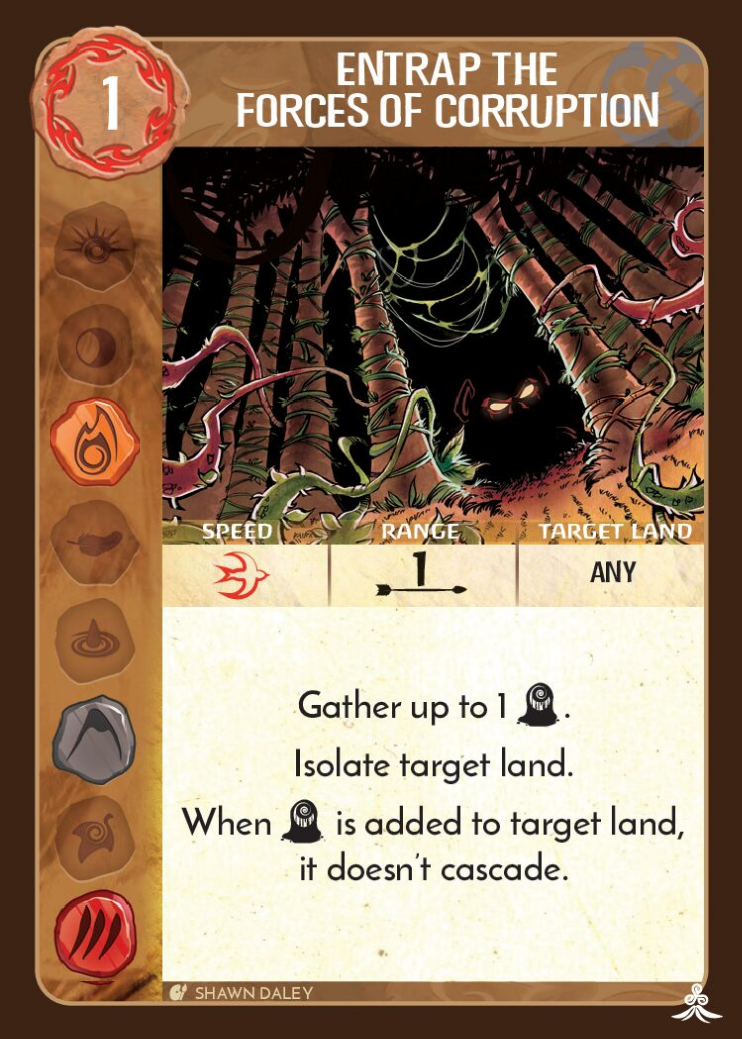 1
ENTRAP THE
FORCES OF CORRUPTION
SPEED RANGE TARGET LAND
1 ANY
Gather up to 1 .
Isolate target land.
When is added to target land,
it doesn't cascade.
SHAWN DALEY